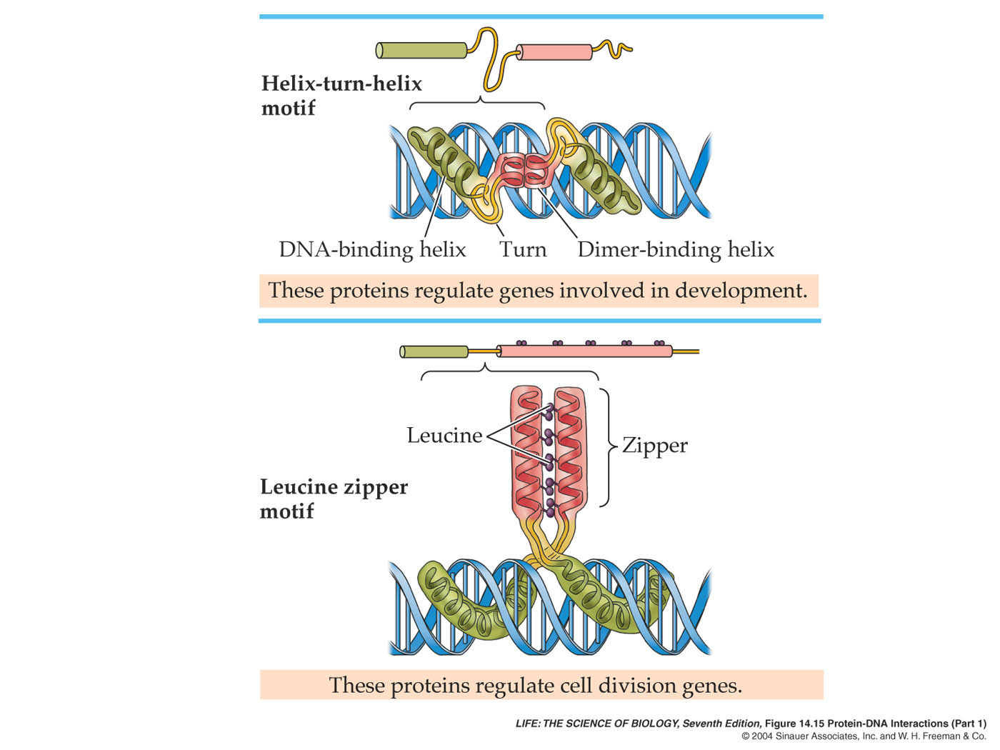 Helix-turn-helix
motif
DNA-binding helix
Turn
Dimer-binding helix
These proteins regulate genes involved in development.
Leucine
Zipper
Leucine zipper
motif
These proteins regulate cell division genes.
LIFE: THE SCIENCE OF BIOLOGY, Seventh Edition, Figure 14.15 Protein-DNA Interactions (Part 1)
© 2004 Sinauer Associates, Inc. and W. H. Freeman & Co.